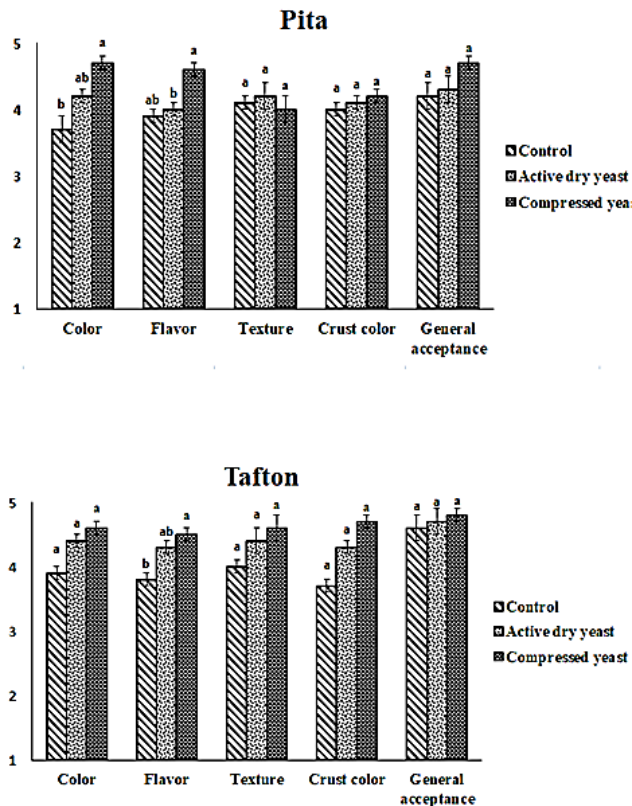 Pita
5
4
3
2
1
b ab a
ab b a
a a a
a a a
a a a
Color Flavor Texture Crust color General acceptance
Control
Active dry yeast
Compressed yeas
Tafton
5
4
3
2
1
a a a
b ab a
a a a
a a a
a a a
Color Flavor Texture Crust color General acceptance
Control
Active dry yeast
Compressed yeast